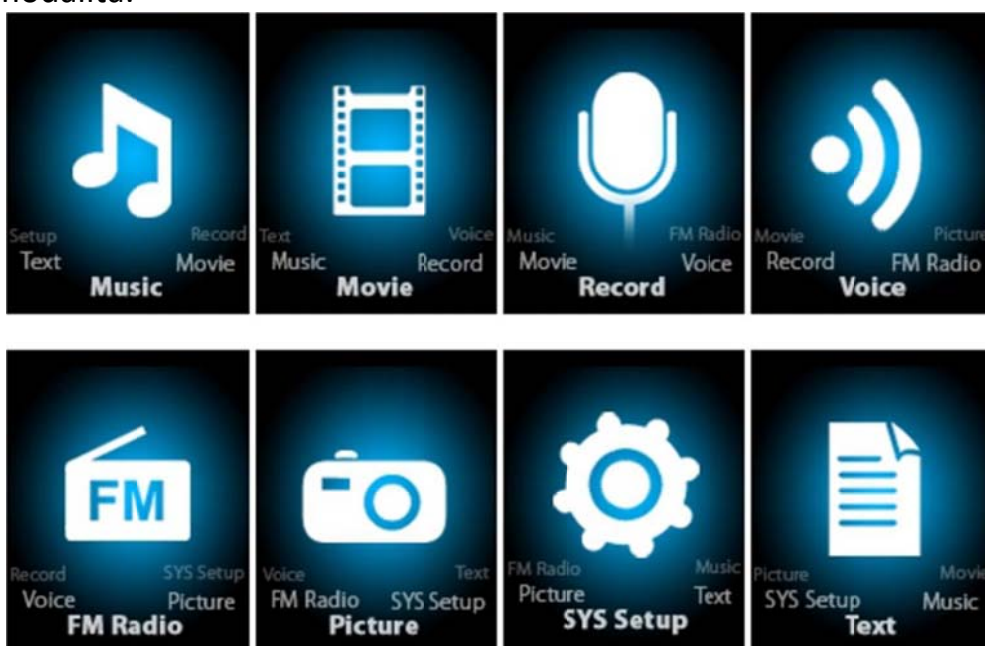 modalità.
Setup Record
Text Movie
Music
Text Voice
Music Record
Movie
Music FM Radio
Movie Voice
Record
Movie Picture
Record FM Radio
Voice
Record SYS Setup
Voice Picture
FM Radio
Voice Text
FM Radio SYS Setup
Picture
FM Radio Music
Picture Text
SYS Setup
Picture Movie
SYS Setup Music
Text